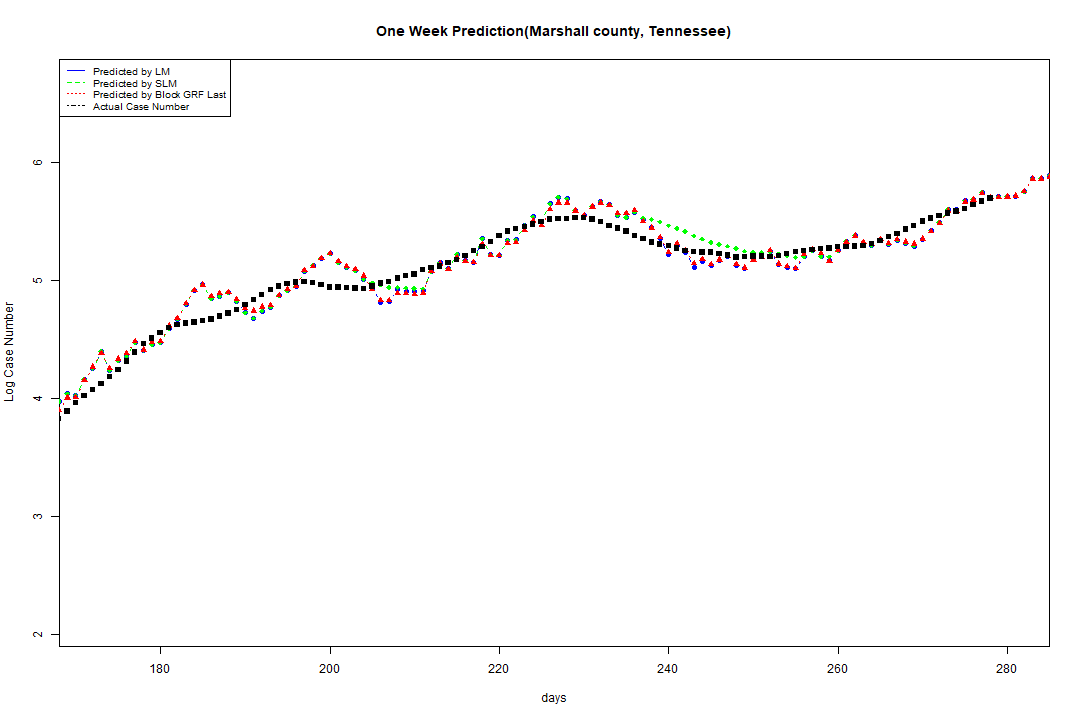 One Week Prediction(Marshall county, Tennessee)
Predicted by LM
Predicted by SLM
Predicted by Block GRF Last
Actual Case Number
6
5
4
3
2
Log Case Number
180 200 220 240 260 280
days